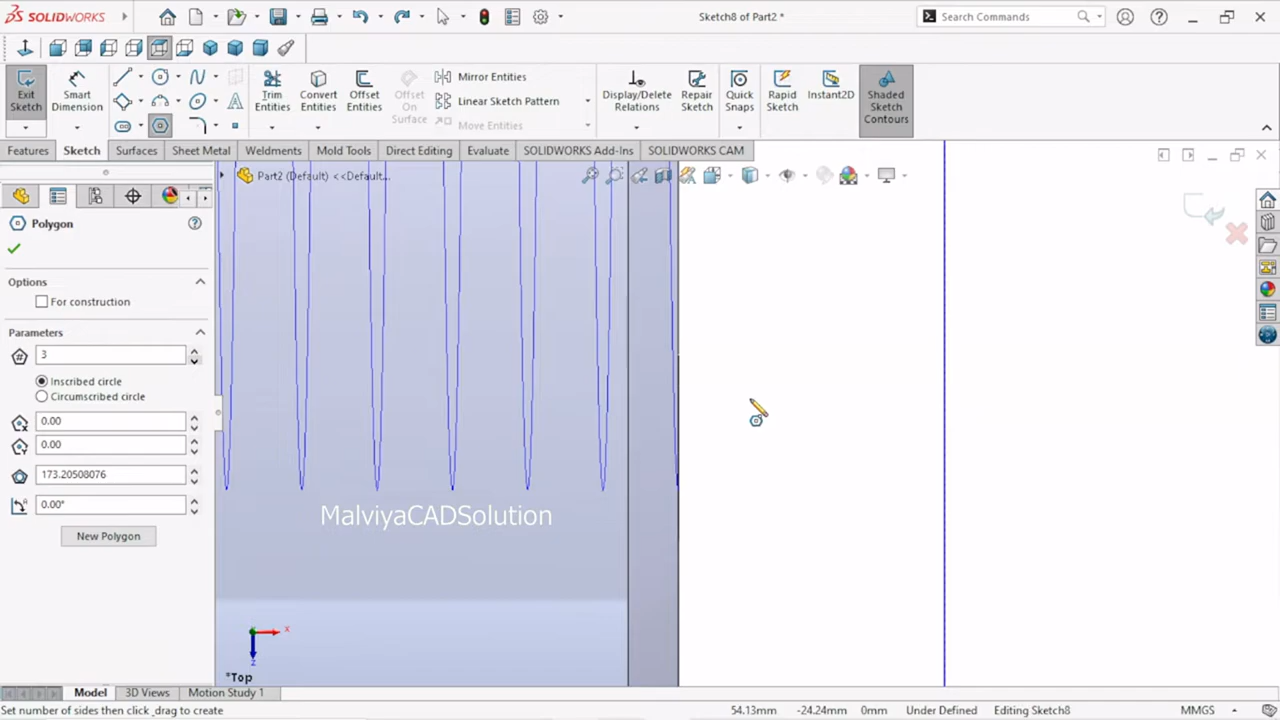 SOLIDWORKS
Sketch8 of Part2 *
Search Commands
Exit Sketch
Smart Dimension
Trim Entities
Convert Entities
Offset Entities
Offset On Surface
Mirror Entities
Linear Sketch Pattern
Move Entities
Display/Delete Relations
Repair Sketch
Quick Snaps
Rapid Sketch
Instant2D
Shaded Sketch Contours
Features
Sketch
Surfaces
Sheet Metal
Weldments
Mold Tools
Direct Editing
Evaluate
SOLIDWORKS Add-Ins
SOLIDWORKS CAM
Part2 (Default) <<Default...
Polygon
Options
For construction
Parameters
3
Inscribed circle
Circumscribed circle
0.00
0.00
173.20508076
0.00°
New Polygon
MalviyaCADSolution
x
z
*Top
Model
3D Views
Motion Study 1
Set number of sides then click _drag to create
54.13mm
-24.24mm
0mm
Under Defined
Editing Sketch8
MMGS